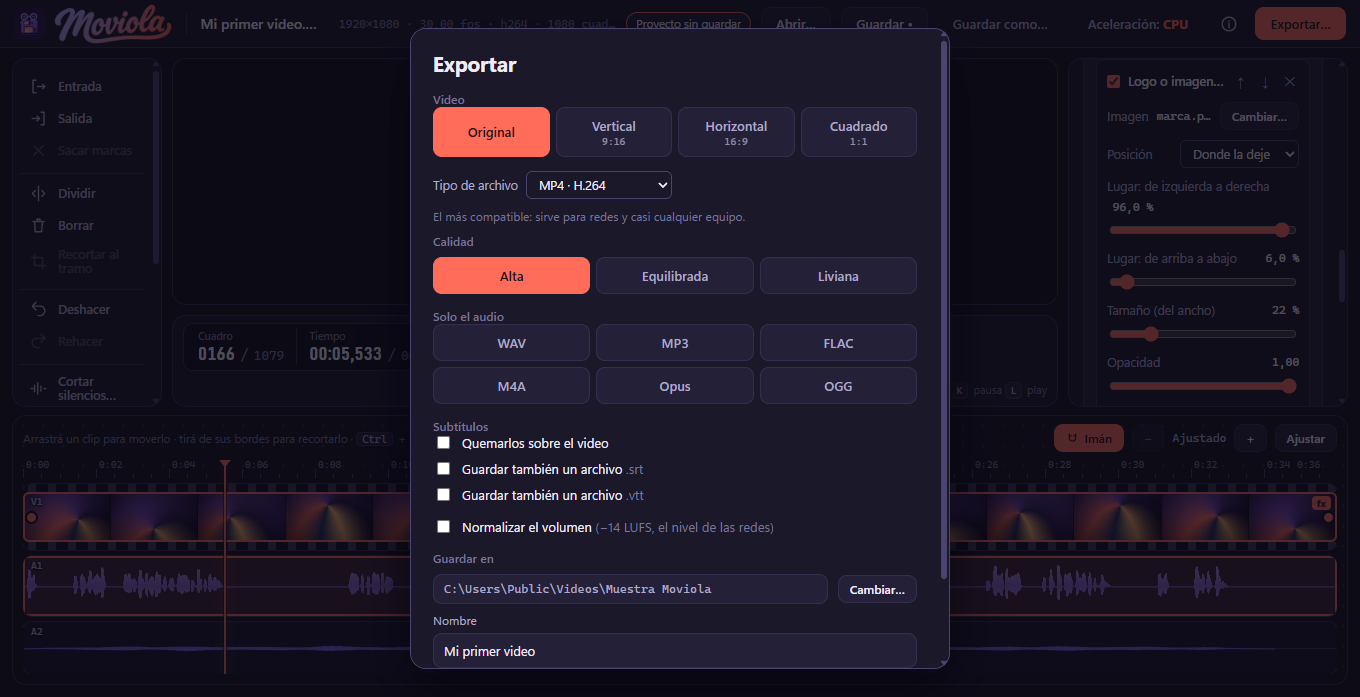 Moviola
Mi primer video....
1920×1080 · 30,00 fps · h264 · 1080 cuad…
Proyecto sin guardar
Abrir...
Guardar •
Guardar como...
Aceleración: CPU
Exportar...
Entrada
Salida
Sacar marcas
Dividir
Borrar
Recortar al
tramo
Deshacer
Rehacer
Cortar
silencios...
Cuadro
0166 / 1079
Tiempo
00:05,533 /
Exportar
Video
Original
Vertical
9:16
Horizontal
16:9
Cuadrado
1:1
Tipo de archivo
MP4 · H.264
El más compatible: sirve para redes y casi cualquier equipo.
Calidad
Alta
Equilibrada
Liviana
Solo el audio
WAV
MP3
FLAC
M4A
Opus
OGG
Subtítulos
Quemarlos sobre el video
Guardar también un archivo .srt
Guardar también un archivo .vtt
Normalizar el volumen (−14 LUFS, el nivel de las redes)
Guardar en
C:\Users\Public\Videos\Muestra Moviola
Cambiar...
Nombre
Mi primer video
Logo o imagen...
Imagen
marca.p…
Cambiar...
Posición
Donde la deje
Lugar: de izquierda a derecha
96,0 %
Lugar: de arriba a abajo
6,0 %
Tamaño (del ancho)
22 %
Opacidad
1,00
K pausa L play
Arrastrá un clip para moverlo · tirá de sus bordes para recortarlo · Ctrl +
Imán
−
Ajustado
+
Ajustar
0:00
0:02
0:04
0:06
0:08
0:26
0:28
0:30
0:32
0:34
0:36
V1
fx
A1
A2